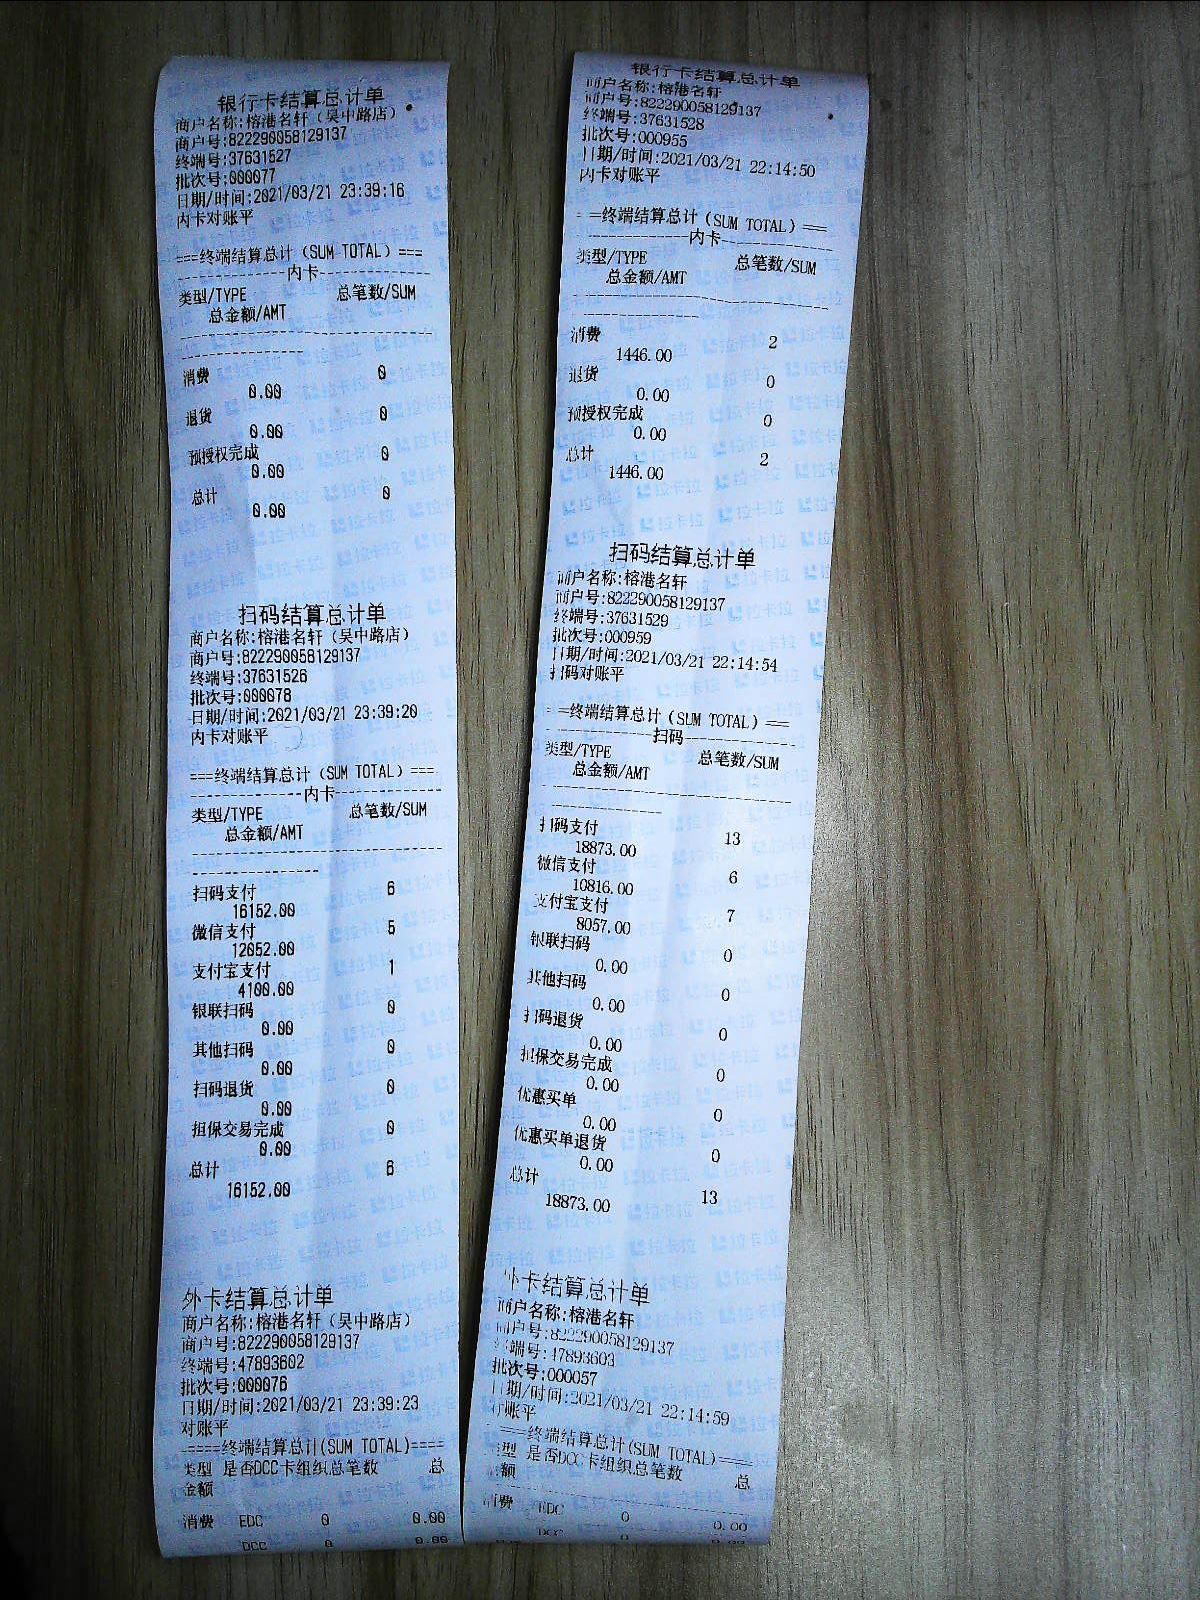 银行卡结算总计单
商户名称:榕港名轩（吴中路店）
商户号:822290058129137
终端号:37631527
批次号:000077
日期/时间:2021/03/21 23:39:16
内卡对账平
===终端结算总计（SUM TOTAL）===
内卡
类型/TYPE 总笔数/SUM
总金额/AMT
消费 0
0.00
退货 0
0.00
预授权完成 0
0.00
总计 0
0.00
扫码结算总计单
商户名称:榕港名轩（吴中路店）
商户号:822290058129137
终端号:37631526
批次号:000078
日期/时间:2021/03/21 23:39:20
内卡对账平
===终端结算总计（SUM TOTAL）===
内卡
类型/TYPE 总笔数/SUM
总金额/AMT
扫码支付 6
16152.00
微信支付 5
12052.00
支付宝支付 1
4100.00
银联扫码 0
0.00
其他扫码 0
0.00
扫码退货 0
0.00
担保交易完成 0
0.00
总计 6
16152.00
外卡结算总计单
商户名称:榕港名轩（吴中路店）
商户号:822290058129137
终端号:47893602
批次号:000076
日期/时间:2021/03/21 23:39:23
对账平
=====终端结算总计(SUM TOTAL)====
类型 是否DCC卡组织总笔数 总
金额
消费 EDC 0 0.00
DCC 0 0.00
银行卡结算总计单
商户名称:榕港名轩
商户号:822290058129137
终端号:37631528
批次号:000955
日期/时间:2021/03/21 22:14:50
内卡对账平
==终端结算总计（SUM TOTAL）===
内卡
类型/TYPE 总笔数/SUM
总金额/AMT
消费 2
1446.00
退货 0
0.00
预授权完成 0
0.00
总计 2
1446.00
扫码结算总计单
商户名称:榕港名轩
商户号:822290058129137
终端号:37631529
批次号:000959
日期/时间:2021/03/21 22:14:54
扫码对账平
==终端结算总计（SUM TOTAL）===
扫码
类型/TYPE 总笔数/SUM
总金额/AMT
扫码支付 13
18873.00
微信支付 6
10816.00
支付宝支付 7
8057.00
银联扫码 0
0.00
其他扫码 0
0.00
扫码退货 0
0.00
担保交易完成 0
0.00
优惠买单 0
0.00
优惠买单退货 0
0.00
总计 13
18873.00
外卡结算总计单
商户名称:榕港名轩
商户号:822290058129137
终端号:47893603
批次号:000057
日期/时间:2021/03/21 22:14:59
对账平
===终端结算总计(SUM TOTAL)====
类型 是否DCC卡组织总笔数 总
金额
消费 EDC 0 0.00
DCC 0 0.00